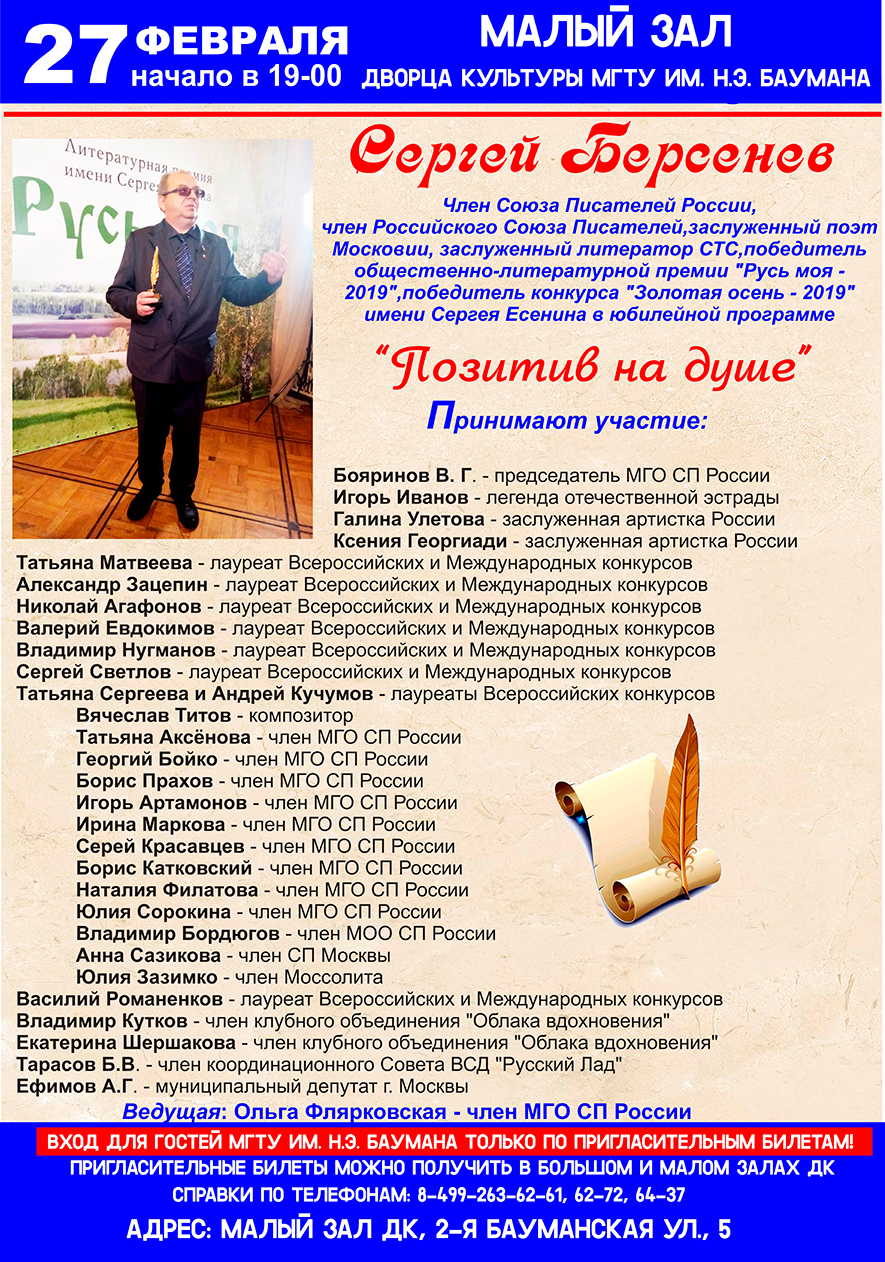 27 ФЕВРАЛЯ
начало в 19-00
МАЛЫЙ ЗАЛ
ДВОРЦА КУЛЬТУРЫ МГТУ ИМ. Н.Э. БАУМАНА
Литературная премия
имени Сергея
Русь моя
Сергей Берсенев
Член Союза Писателей России,
член Российского Союза Писателей,заслуженный поэт
Московии, заслуженный литератор СТС,победитель
общественно-литературной премии "Русь моя -
2019",победитель конкурса "Золотая осень - 2019"
имени Сергея Есенина в юбилейной программе
“Позитив на душе”
Принимают участие:
Бояринов В. Г. - председатель МГО СП России
Игорь Иванов - легенда отечественной эстрады
Галина Улетова - заслуженная артистка России
Ксения Георгиади - заслуженная артистка России
Татьяна Матвеева - лауреат Всероссийских и Международных конкурсов
Александр Зацепин - лауреат Всероссийских и Международных конкурсов
Николай Агафонов - лауреат Всероссийских и Международных конкурсов
Валерий Евдокимов - лауреат Всероссийских и Международных конкурсов
Владимир Нугманов - лауреат Всероссийских и Международных конкурсов
Сергей Светлов - лауреат Всероссийских и Международных конкурсов
Татьяна Сергеева и Андрей Кучумов - лауреаты Всероссийских конкурсов
Вячеслав Титов - композитор
Татьяна Аксёнова - член МГО СП России
Георгий Бойко - член МГО СП России
Борис Прахов - член МГО СП России
Игорь Артамонов - член МГО СП России
Ирина Маркова - член МГО СП России
Серей Красавцев - член МГО СП России
Борис Катковский - член МГО СП России
Наталия Филатова - член МГО СП России
Юлия Сорокина - член МГО СП России
Владимир Бордюгов - член МОО СП России
Анна Сазикова - член СП Москвы
Юлия Зазимко - член Моссолита
Василий Романенков - лауреат Всероссийских и Международных конкурсов
Владимир Кутков - член клубного объединения "Облака вдохновения"
Екатерина Шершакова - член клубного объединения "Облака вдохновения"
Тарасов Б.В. - член координационного Совета ВСД "Русский Лад"
Ефимов А.Г. - муниципальный депутат г. Москвы
Ведущая: Ольга Флярковская - член МГО СП России
ВХОД ДЛЯ ГОСТЕЙ МГТУ ИМ. Н.Э. БАУМАНА ТОЛЬКО ПО ПРИГЛАСИТЕЛЬНЫМ БИЛЕТАМ!
ПРИГЛАСИТЕЛЬНЫЕ БИЛЕТЫ МОЖНО ПОЛУЧИТЬ В БОЛЬШОМ И МАЛОМ ЗАЛАХ ДК
СПРАВКИ ПО ТЕЛЕФОНАМ: 8-499-263-62-61, 62-72, 64-37
АДРЕС: МАЛЫЙ ЗАЛ ДК, 2-Я БАУМАНСКАЯ УЛ., 5